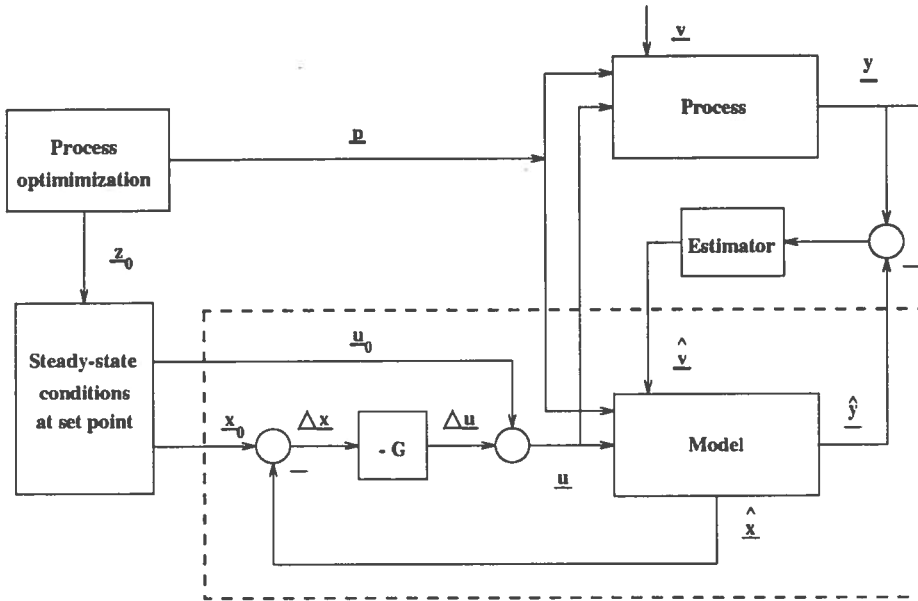 v
y
Process
p
Process
optimimization
Estimator
z0
v̂
Steady-state
conditions
at set point
u0
x0
Δx
- G
Δu
u
Model
ŷ
x̂